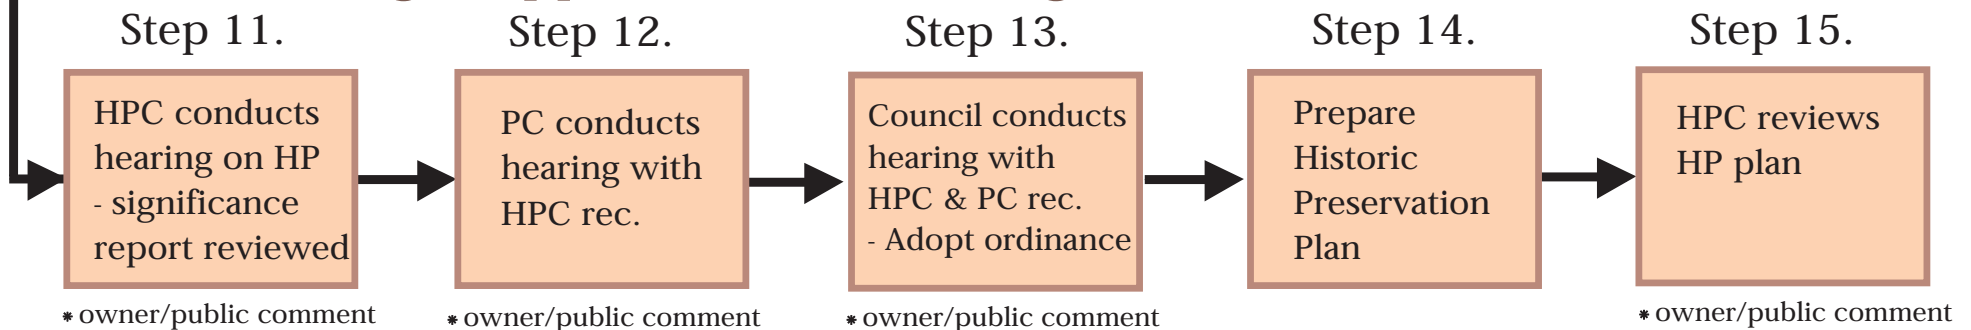 Step 11.
HPC conducts
hearing on HP
- significance
report reviewed
* owner/public comment
Step 12.
PC conducts
hearing with
HPC rec.
* owner/public comment
Step 13.
Council conducts
hearing with
HPC & PC rec.
- Adopt ordinance
* owner/public comment
Step 14.
Prepare
Historic
Preservation
Plan
Step 15.
HPC reviews
HP plan
* owner/public comment